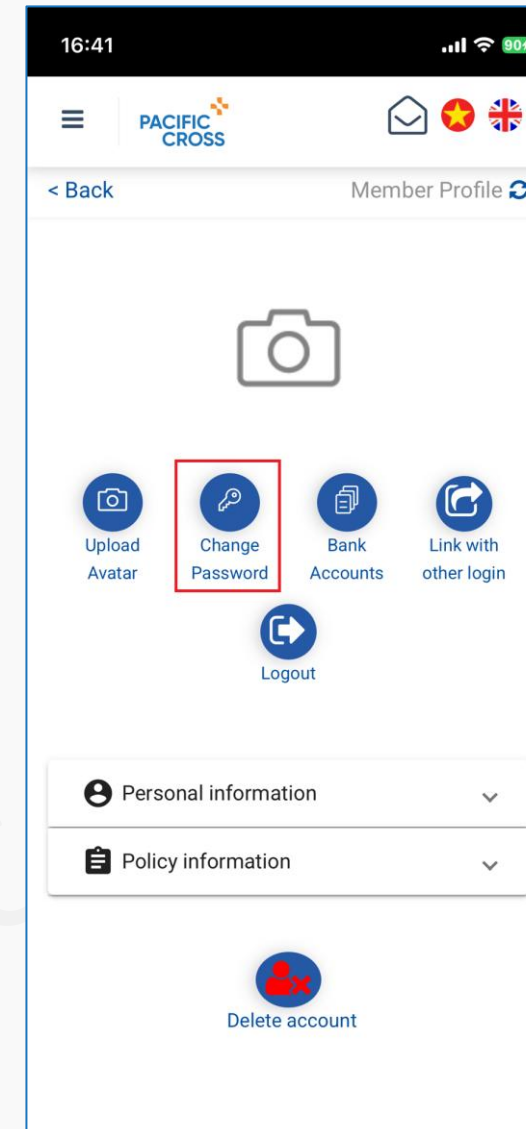 16:41
90
PACIFIC
CROSS
< Back
Member Profile
Upload
Avatar
Change
Password
Bank
Accounts
Link with
other login
Logout
Personal information
Policy information
Delete account